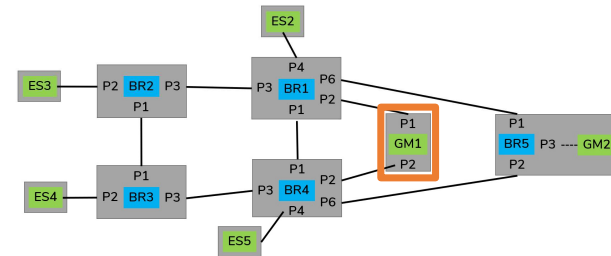 ES2
P4
ES3
P2 BR2 P3
P1
P3 BR1 P6
P2
P1
P1
GM1
P2
P1
BR5 P3 ---- GM2
P2
P1
ES4
P2 BR3 P3
P1
P3 BR4 P2
P4 P6
ES5